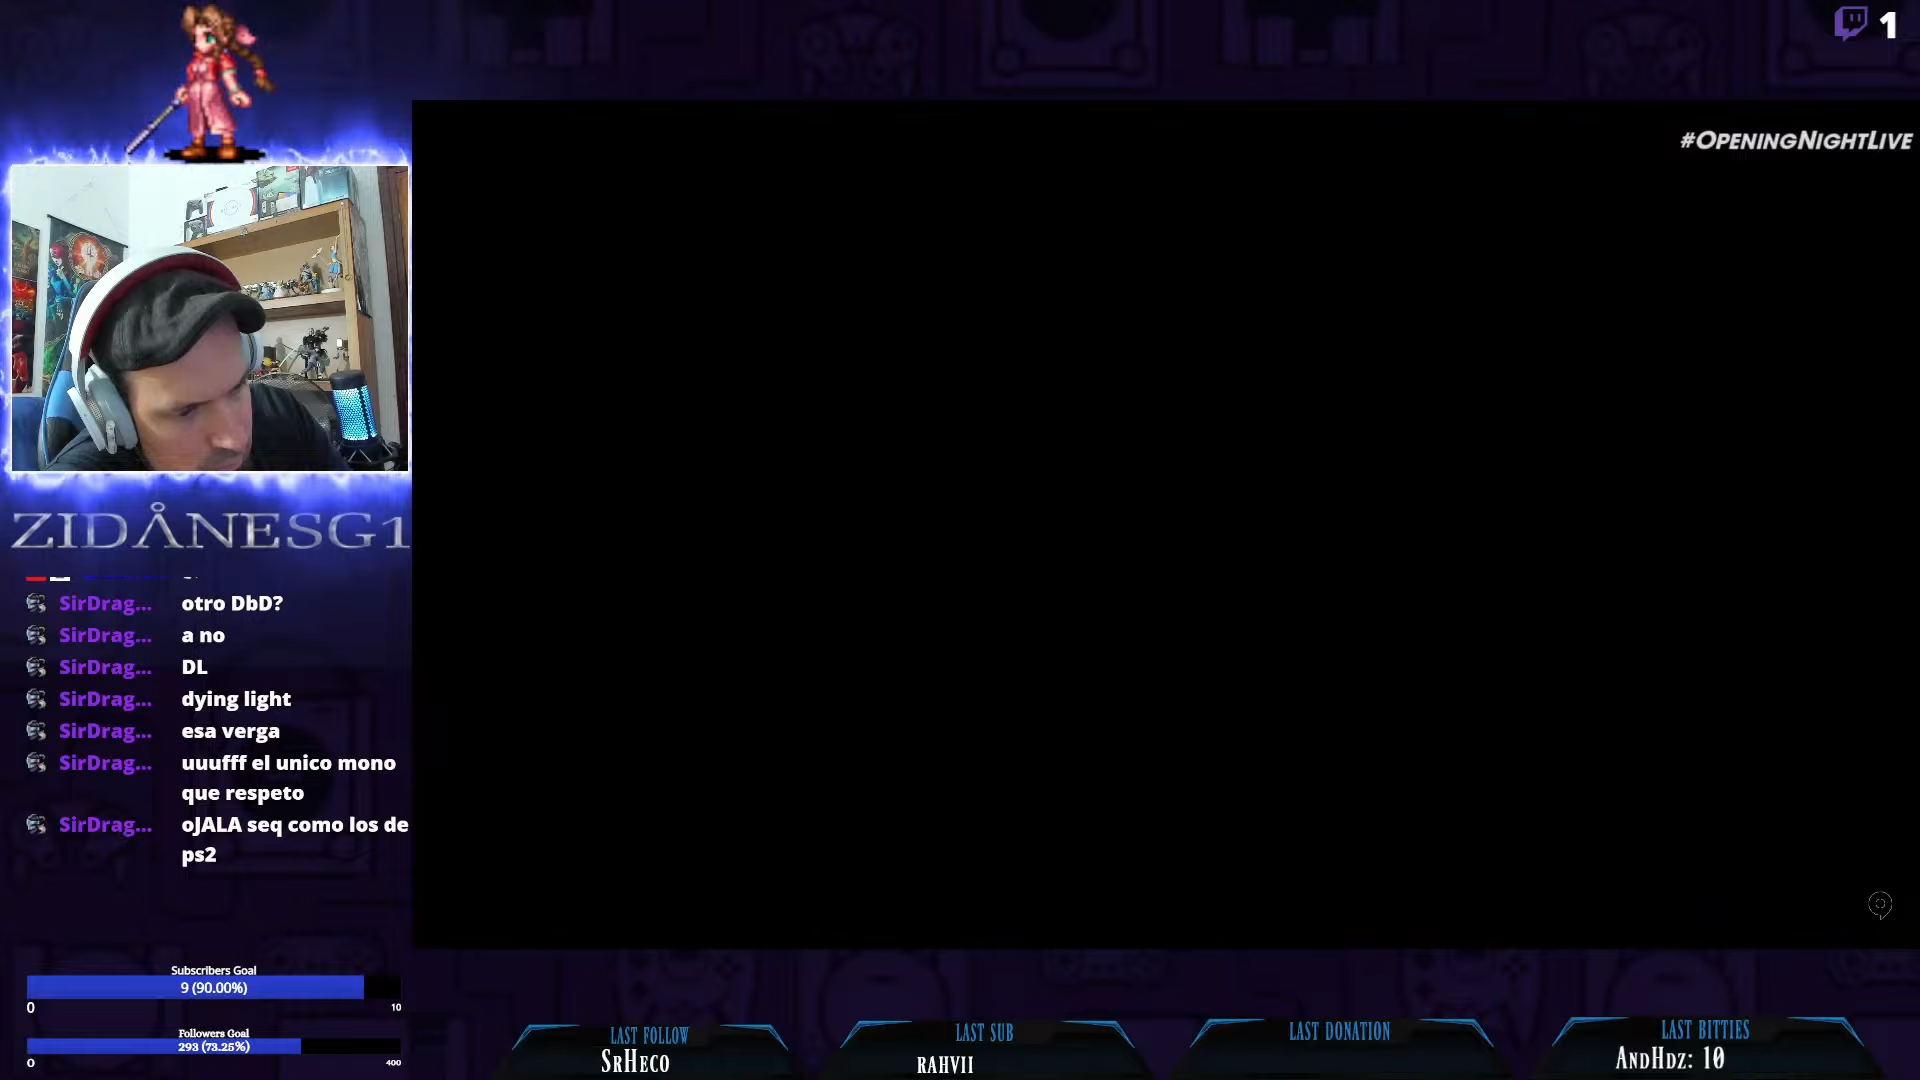 1
#OPENINGNIGHTLIVE
ZIDÅNESG1
SirDrag... otro DbD?
SirDrag... a no
SirDrag... DL
SirDrag... dying light
SirDrag... esa verga
SirDrag... uuufff el unico mono
que respeto
SirDrag... oJALA seq como los de
ps2
Subscribers Goal
9 (90.00%)
0 10
Followers Goal
293 (73.25%)
0 400
LAST FOLLOW
SRHECO
LAST SUB
RAHVII
LAST DONATION
LAST BITTIES
ANDHDZ: 10